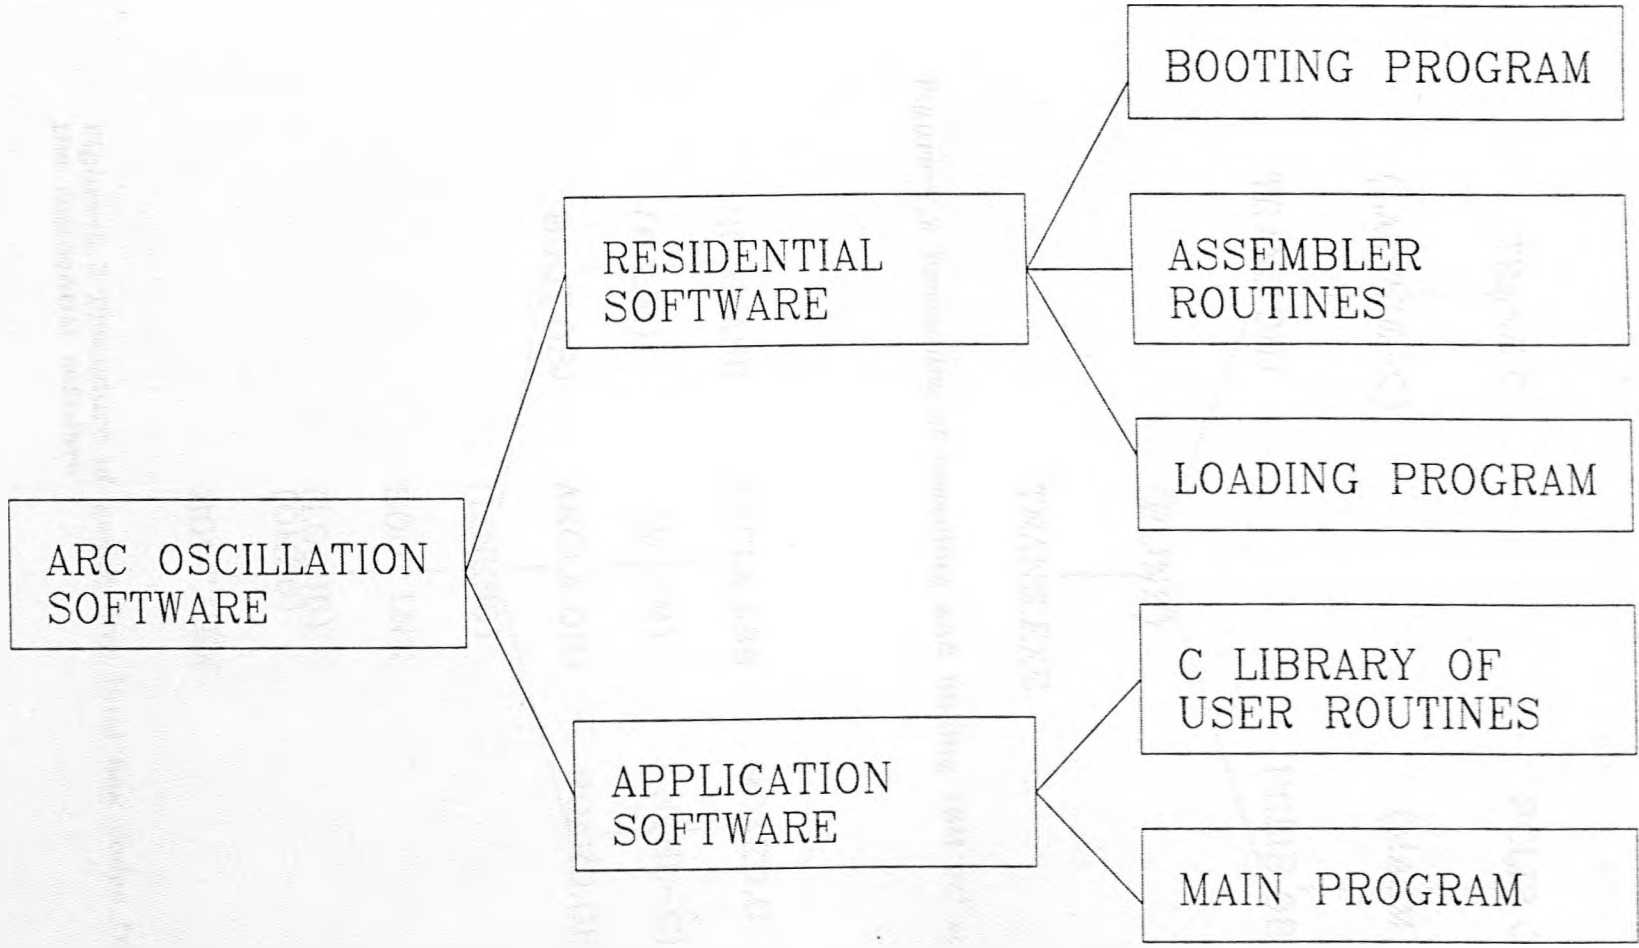 BOOTING PROGRAM
RESIDENTIAL
SOFTWARE
ASSEMBLER
ROUTINES
LOADING PROGRAM
ARC OSCILLATION
SOFTWARE
C LIBRARY OF
USER ROUTINES
APPLICATION
SOFTWARE
MAIN PROGRAM